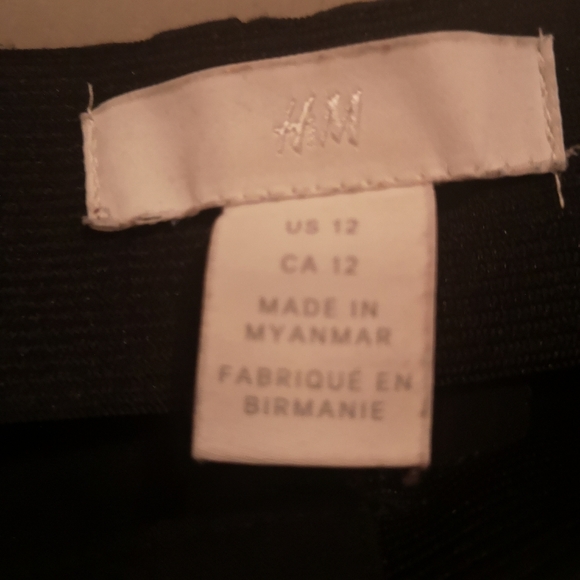 H&M
US 12
CA 12
MADE IN
MYANMAR
FABRIQUÉ EN
BIRMANIE